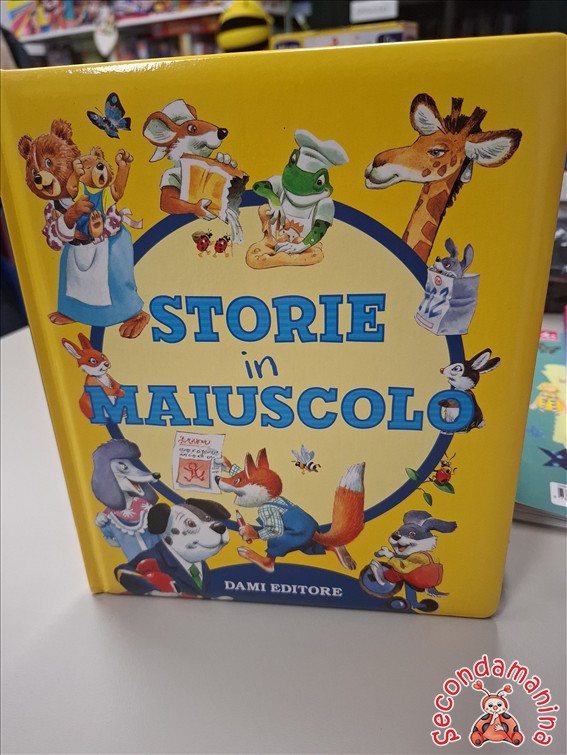 STORIE
in
MAIUSCOLO
DAMI EDITORE
Secondamanina